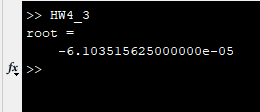 >> HW4_3
root =
-6.103515625000000e-05
fx >>